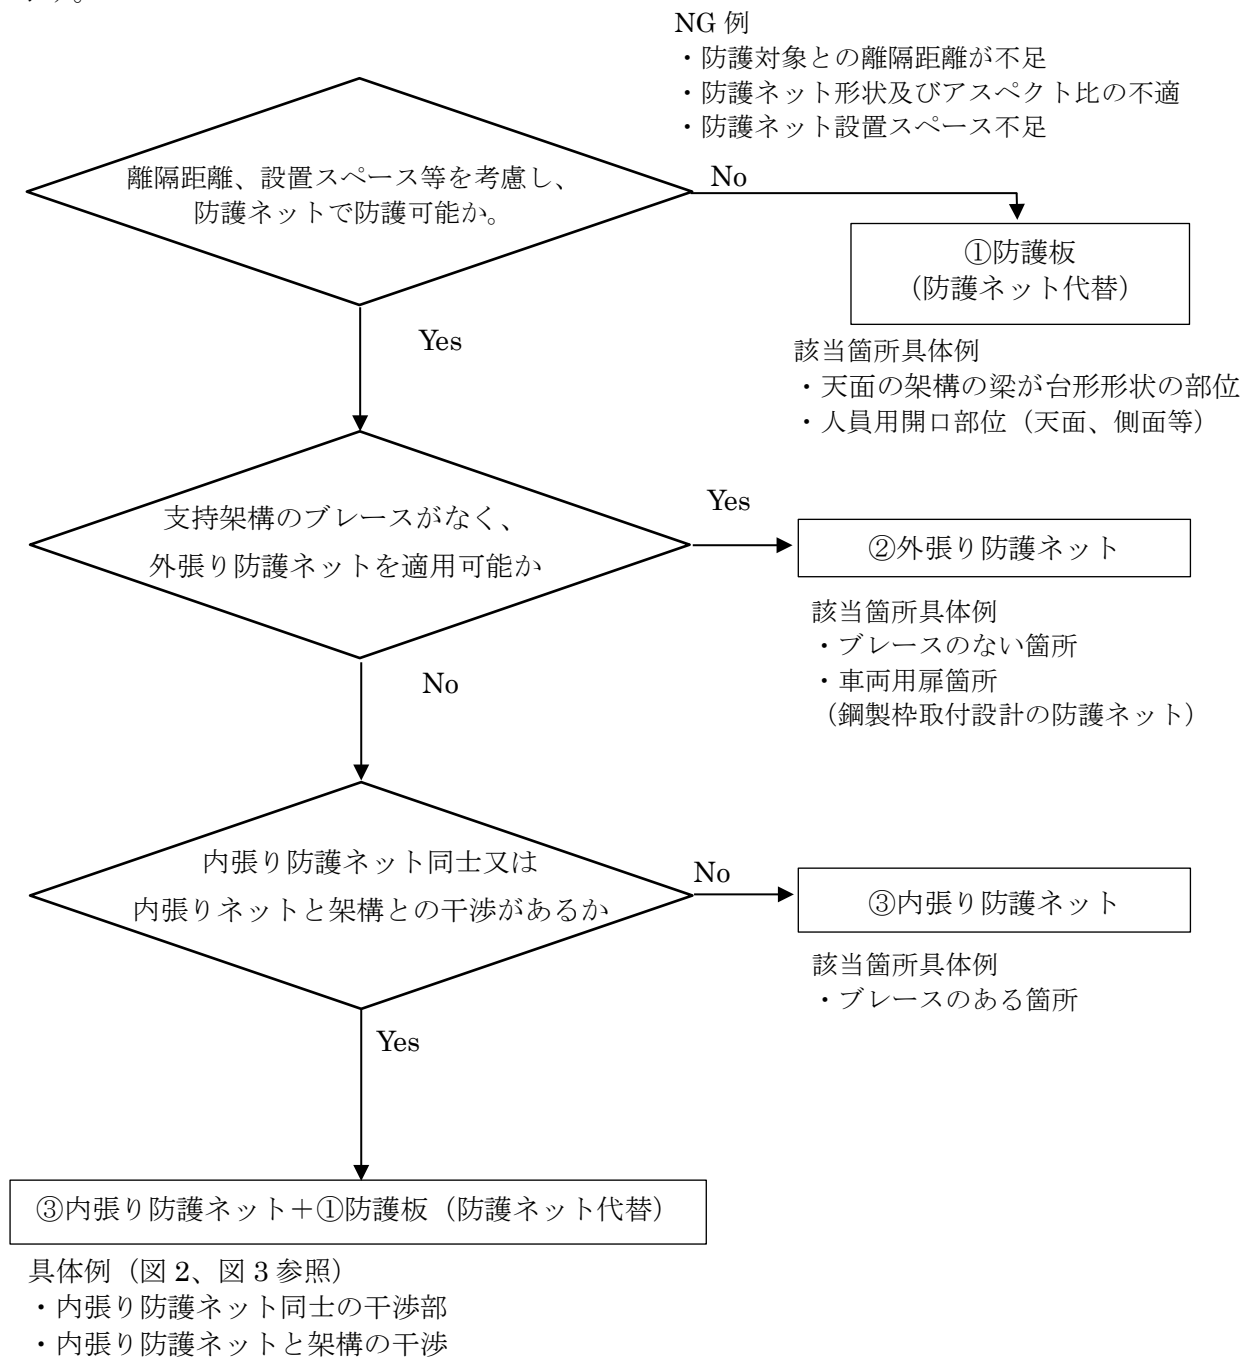 す。
NG 例
・防護対象との離隔距離が不足
・防護ネット形状及びアスペクト比の不適
・防護ネット設置スペース不足
離隔距離、設置スペース等を考慮し、
防護ネットで防護可能か。
No
①防護板
(防護ネット代替)
Yes
該当箇所具体例
・天面の架構の梁が台形形状の部位
・人員用開口部位（天面、側面等）
支持架構のブレースがなく、
外張り防護ネットを適用可能か
Yes
②外張り防護ネット
該当箇所具体例
・ブレースのない箇所
・車両用扉箇所
（鋼製枠取付設計の防護ネット）
No
内張り防護ネット同士又は
内張りネットと架構との干渉があるか
No
③内張り防護ネット
該当箇所具体例
・ブレースのある箇所
Yes
③内張り防護ネット＋①防護板（防護ネット代替）
具体例（図 2、図 3 参照）
・内張り防護ネット同士の干渉部
・内張り防護ネットと架構の干渉